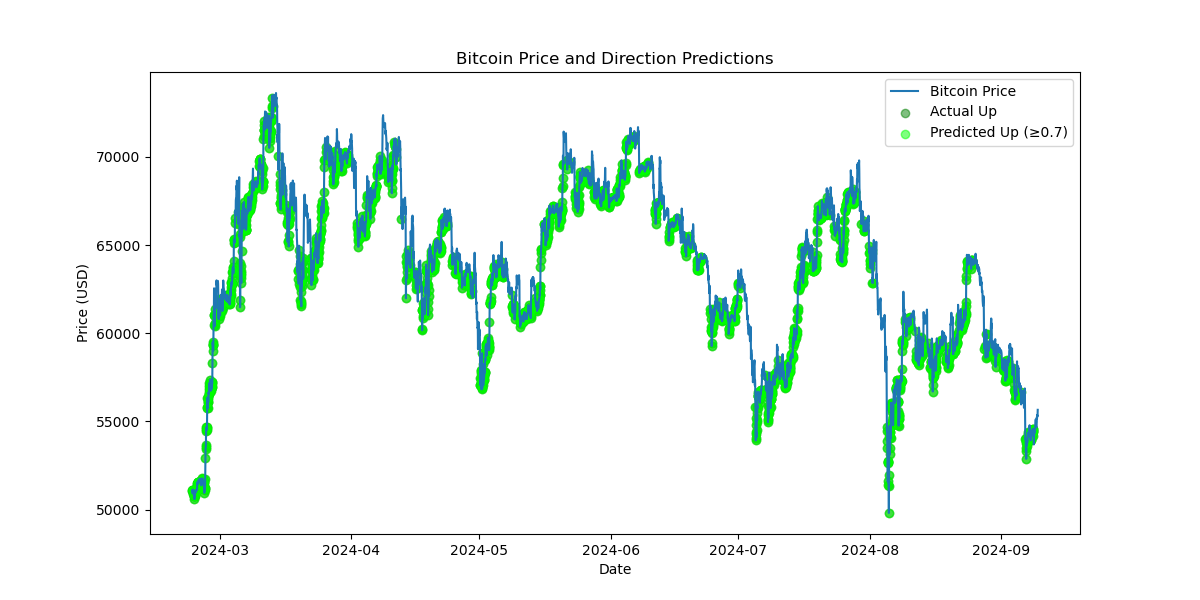 Bitcoin Price and Direction Predictions
Bitcoin Price
Actual Up
Predicted Up (≥0.7)
Price (USD)
70000
65000
60000
55000
50000
2024-03
2024-04
2024-05
2024-06
2024-07
2024-08
2024-09
Date